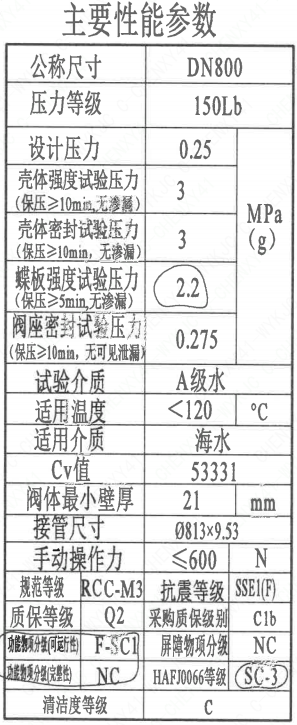 主要性能参数
公称尺寸 DN800
压力等级 150Lb
设计压力 0.25 MPa(g)
壳体强度试验压力 (保压≥10min,无渗漏) 3
壳体密封试验压力 (保压≥10min，无渗漏) 3
蝶板强度试验压力 (保压≥5min,无渗漏) 2.2
阀座密封试验压力 (保压≥10min，无可见泄漏) 0.275
试验介质 A级水
适用温度 <120 °C
适用介质 海水
Cv值 53331
阀体最小壁厚 21 mm
接管尺寸 Ø813×9.53
手动操作力 ≤600 N
规范等级 RCC-M3 抗震等级 SSE1(F)
质保等级 Q2 采购质保级别 C1b
功能物项分级(可运行性) F-SC1 屏障物项分级 NC
功能物项分级(完整性) NC HAFJ0066等级 SC-3
清洁度等级 C